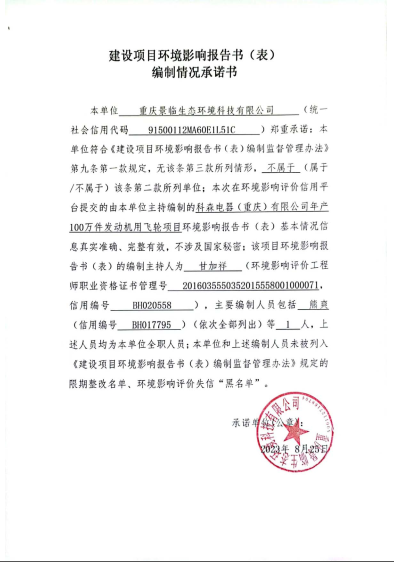 建设项目环境影响报告书（表）
编制情况承诺书
本单位 重庆景临生态环境科技有限公司 （统一
社会信用代码 91500112MA60E1L51C ）郑重承诺：本
单位符合《建设项目环境影响报告书（表）编制监督管理办法》
第九条第一款规定，无该条第三款所列情形，不属于（属于
/不属于）该条第二款所列单位；本次在环境影响评价信用平
台提交的由本单位主持编制的科森电器（重庆）有限公司年产
100万件发动机用飞轮项目环境影响报告书（表）基本情况信
息真实准确、完整有效，不涉及国家秘密；该项目环境影响报
告书（表）的编制主持人为 甘加祥 （环境影响评价工程
师职业资格证书管理号 2016035550352015558001000071，
信用编号 BH020558 ），主要编制人员包括 熊爽
（信用编号 BH017795 ）（依次全部列出）等 1 人，上
述人员均为本单位全职人员；本单位和上述编制人员未被列入
《建设项目环境影响报告书（表）编制监督管理办法》规定的
限期整改名单、环境影响评价失信“黑名单”。
承诺单位（公章）：
2023年 8月25日